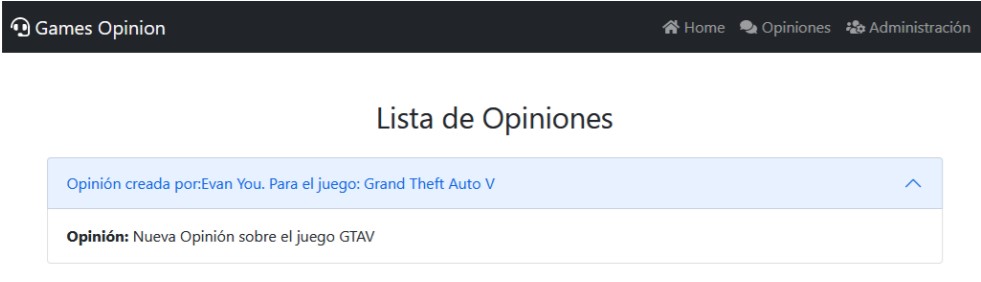 Games Opinion Home Opiniones Administración
Lista de Opiniones
Opinión creada por:Evan You. Para el juego: Grand Theft Auto V
Opinión: Nueva Opinión sobre el juego GTAV